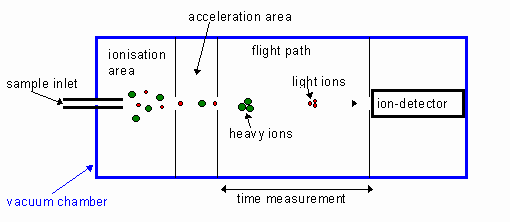 acceleration area
ionisation
area
flight path
sample inlet
light ions
ion-detector
heavy ions
time measurement
vacuum chamber